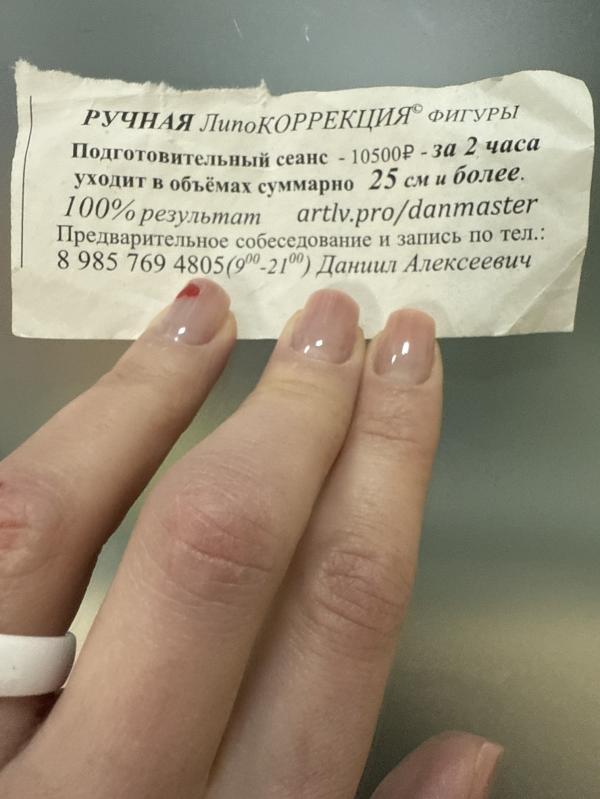 РУЧНАЯ ЛипоКОРРЕКЦИЯ© ФИГУРЫ
Подготовительный сеанс - 10500₽ - за 2 часа
уходит в объёмах суммарно 25 см и более.
100% результат artlv.pro/danmaster
Предварительное собеседование и запись по тел.:
8 985 769 4805(9⁰⁰-21⁰⁰) Даниил Алексеевич